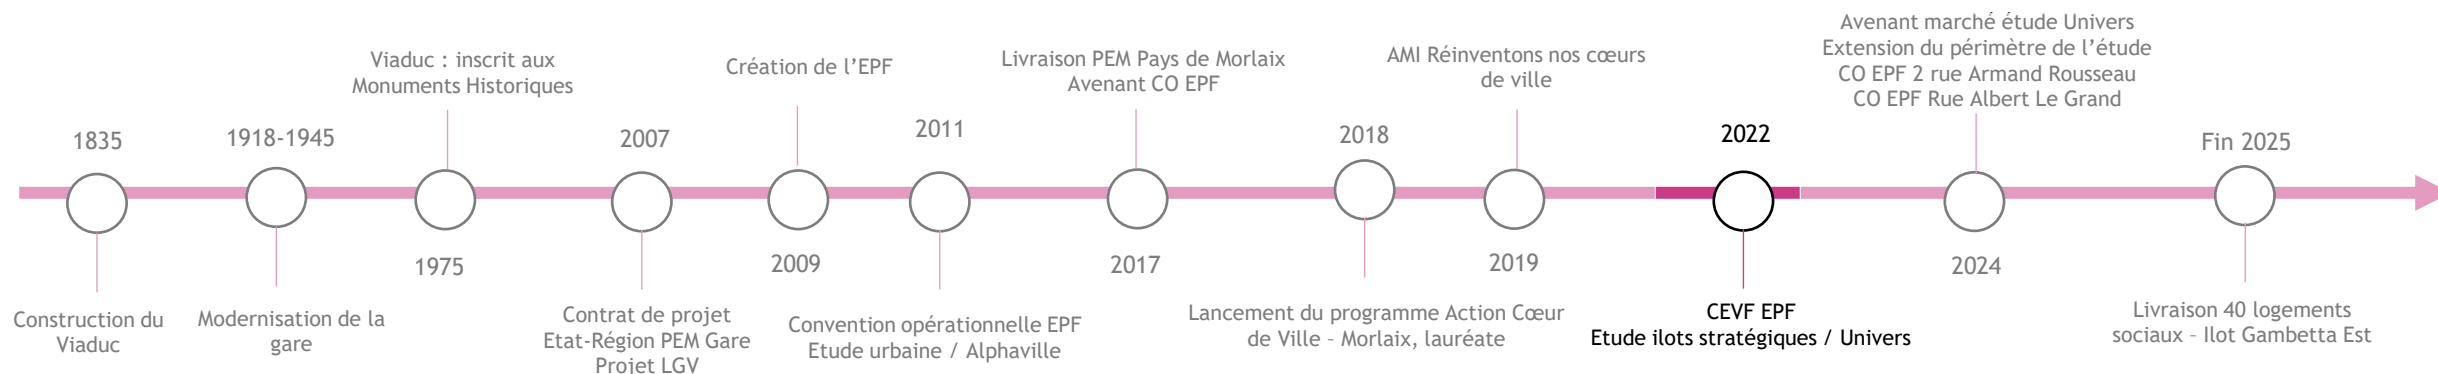 1835
Construction du
Viaduc
1918-1945
Modernisation de la
gare
Viaduc : inscrit aux
Monuments Historiques
1975
2007
Contrat de projet
Etat-Région PEM Gare
Projet LGV
Création de l’EPF
2009
2011
Convention opérationnelle EPF
Etude urbaine / Alphaville
Livraison PEM Pays de Morlaix
Avenant CO EPF
2017
2018
Lancement du programme Action Cœur
de Ville – Morlaix, lauréate
AMI Réinventons nos cœurs
de ville
2019
2022
CEVF EPF
Etude ilots stratégiques / Univers
Avenant marché étude Univers
Extension du périmètre de l’étude
CO EPF 2 rue Armand Rousseau
CO EPF Rue Albert Le Grand
2024
Fin 2025
Livraison 40 logements
sociaux – Ilot Gambetta Est